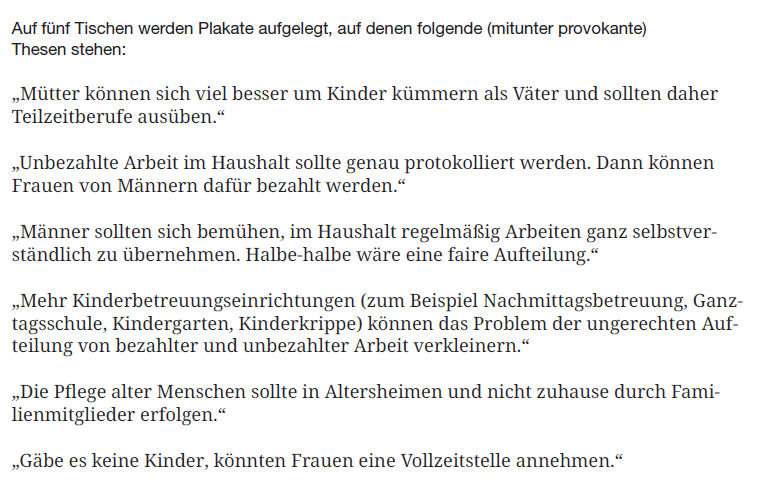 Auf fünf Tischen werden Plakate aufgelegt, auf denen folgende (mitunter provokante)
Thesen stehen:
„Mütter können sich viel besser um Kinder kümmern als Väter und sollten daher
Teilzeitberufe ausüben.“
„Unbezahlte Arbeit im Haushalt sollte genau protokolliert werden. Dann können
Frauen von Männern dafür bezahlt werden.“
„Männer sollten sich bemühen, im Haushalt regelmäßig Arbeiten ganz selbstver-
ständlich zu übernehmen. Halbe-halbe wäre eine faire Aufteilung.“
„Mehr Kinderbetreuungseinrichtungen (zum Beispiel Nachmittagsbetreuung, Ganz-
tagsschule, Kindergarten, Kinderkrippe) können das Problem der ungerechten Auf-
teilung von bezahlter und unbezahlter Arbeit verkleinern.“
„Die Pflege alter Menschen sollte in Altersheimen und nicht zuhause durch Fami-
lienmitglieder erfolgen.“
„Gäbe es keine Kinder, könnten Frauen eine Vollzeitstelle annehmen.“